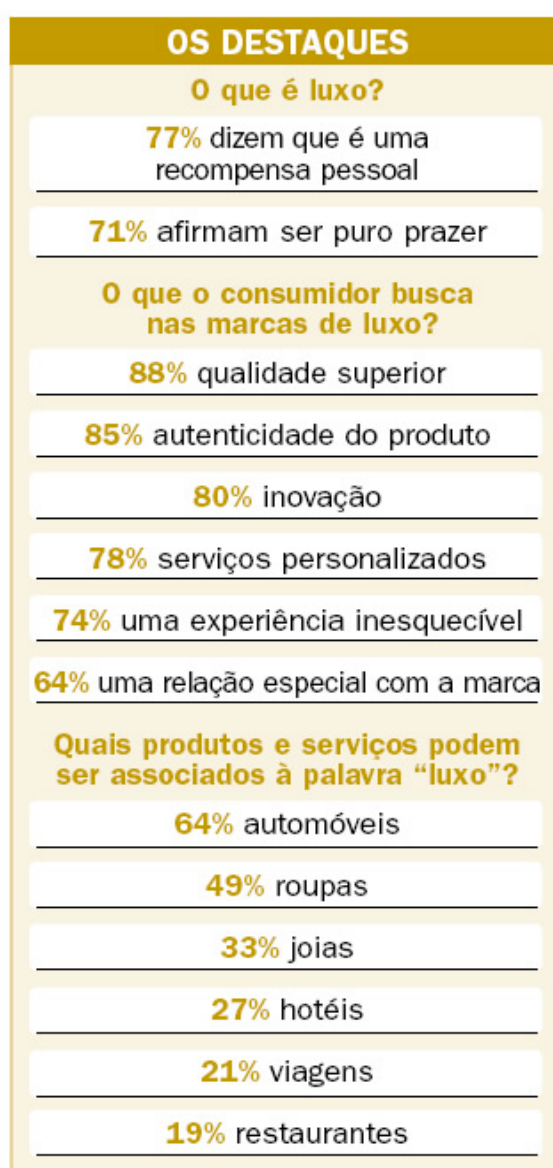 OS DESTAQUES
O que é luxo?
77% dizem que é uma
recompensa pessoal
71% afirmam ser puro prazer
O que o consumidor busca
nas marcas de luxo?
88% qualidade superior
85% autenticidade do produto
80% inovação
78% serviços personalizados
74% uma experiência inesquecível
64% uma relação especial com a marca
Quais produtos e serviços podem
ser associados à palavra “luxo”?
64% automóveis
49% roupas
33% joias
27% hotéis
21% viagens
19% restaurantes